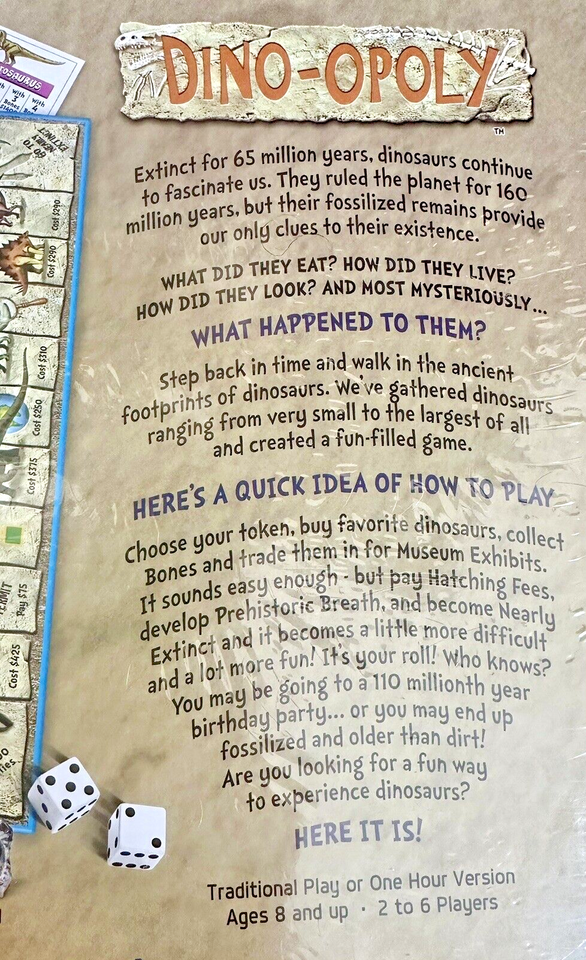 DINO-OPOLY
TM
Extinct for 65 million years, dinosaurs continue
to fascinate us. They ruled the planet for 160
million years, but their fossilized remains provide
our only clues to their existence.
WHAT DID THEY EAT? HOW DID THEY LIVE?
HOW DID THEY LOOK? AND MOST MYSTERIOUSLY...
WHAT HAPPENED TO THEM?
Step back in time and walk in the ancient
footprints of dinosaurs. We've gathered dinosaurs
ranging from very small to the largest of all
and created a fun-filled game.
HERE'S A QUICK IDEA OF HOW TO PLAY
Choose your token, buy favorite dinosaurs, collect
Bones and trade them in for Museum Exhibits.
It sounds easy enough - but pay Hatching Fees,
develop Prehistoric Breath, and become Nearly
Extinct and it becomes a little more difficult
and a lot more fun! It's your roll! Who knows?
You may be going to a 110 millionth year
birthday party... or you may end up
fossilized and older than dirt!
Are you looking for a fun way
to experience dinosaurs?
HERE IT IS!
Traditional Play or One Hour Version
Ages 8 and up · 2 to 6 Players
With With
3 4
GO TO
NEARLY
EXTINCT
Cost $290
Cost $290
Cost $310
Cost $250
Cost $375
PERMIT
Pay $75
Cost $425